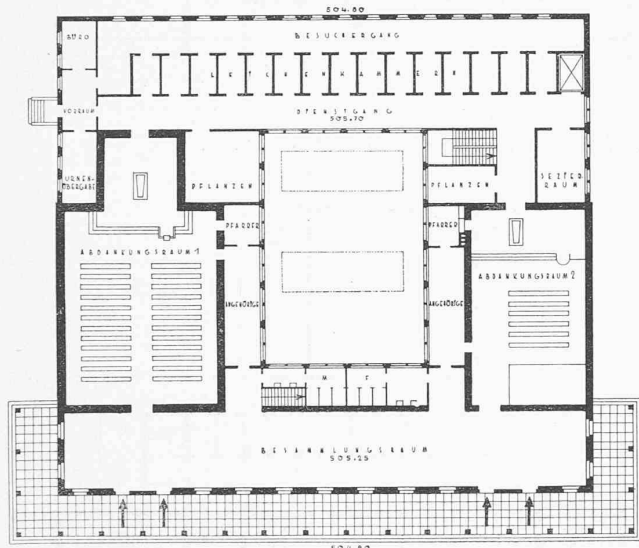 504.80
BÜRO
BESUCHERGANG
LEICHENKAMMERN
VORRAUM
DIENSTGANG
505.70
URNEN-
ÜBERGABE
PFLANZEN
PFLANZEN
SEZIER
RAUM
PFARRER
PFARRER
ABDANKUNGSRAUM 1
ABDANKUNGSRAUM 2
ANGEHÖRIGE
ANGEHÖRIGE
M
F
BESAMMLUNGSRAUM
505.25